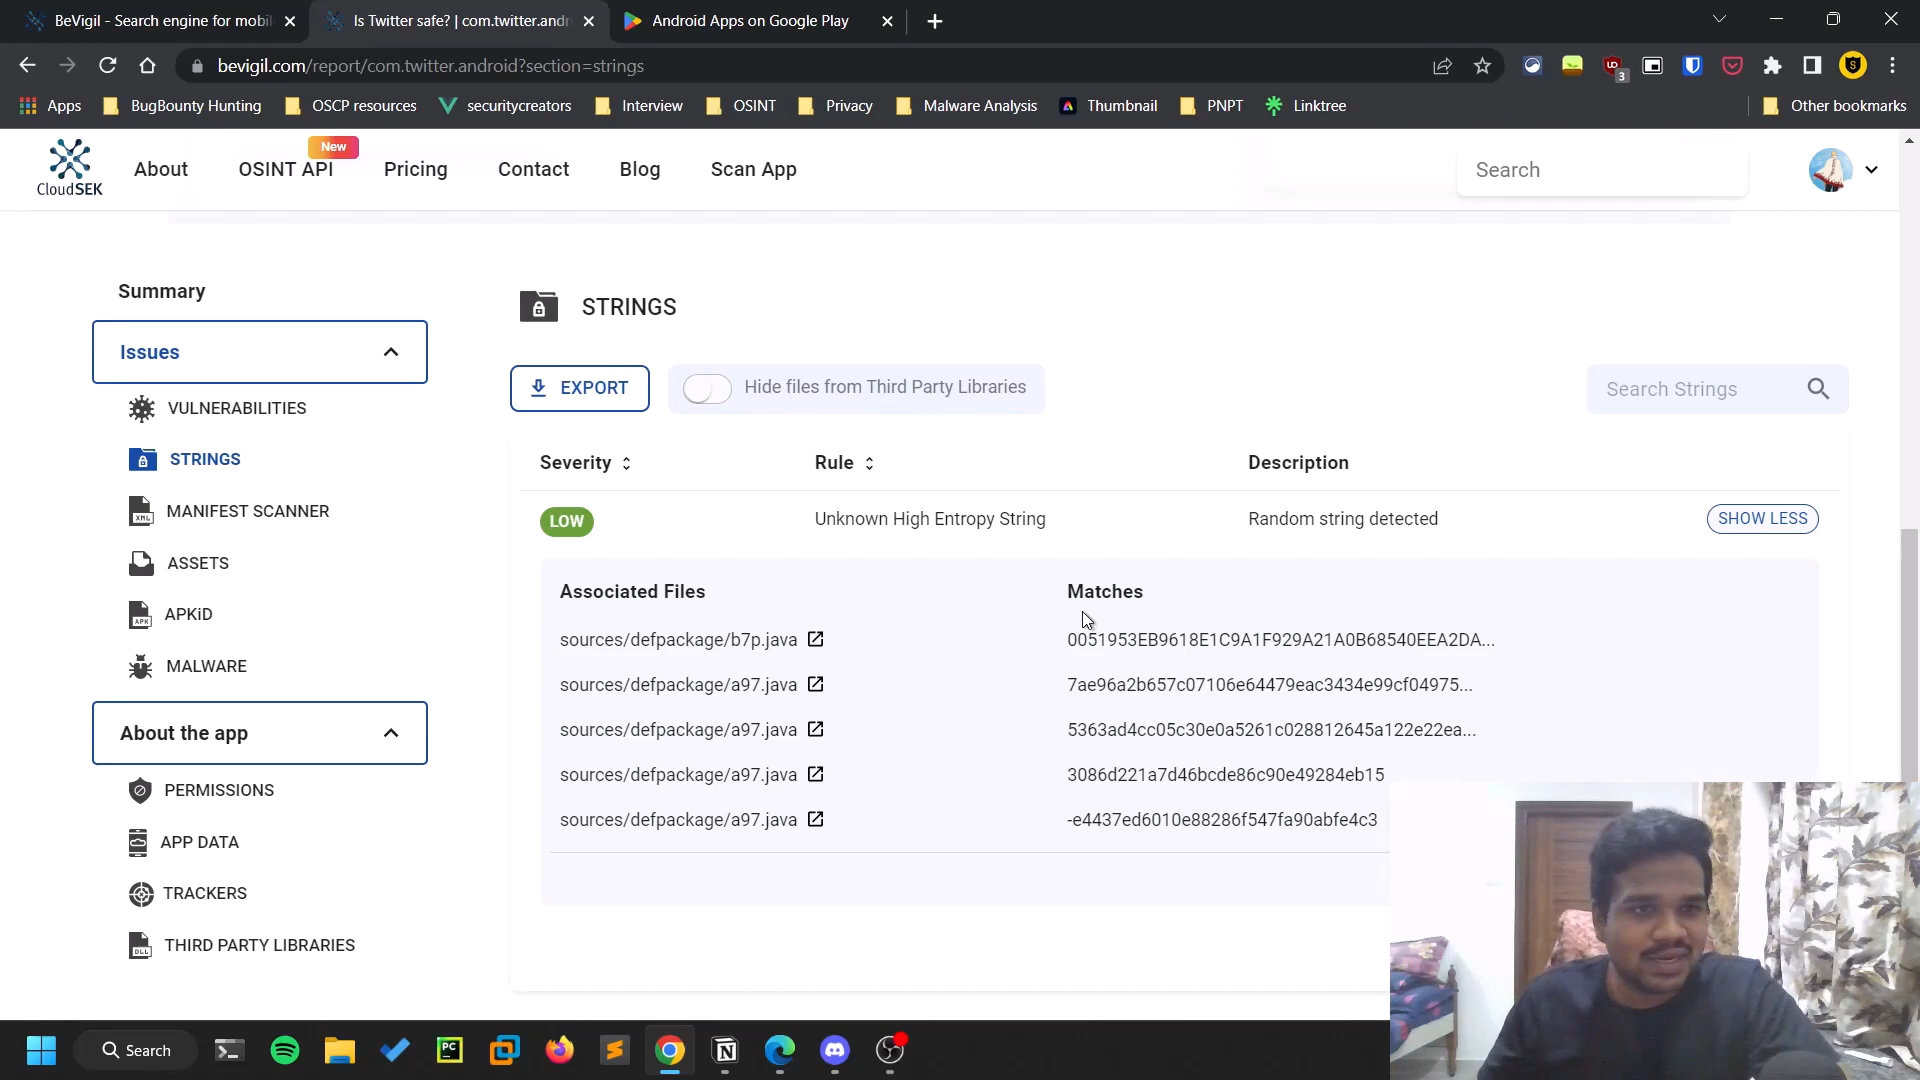 BeVigil - Search engine for mobil
Is Twitter safe? | com.twitter.andr
Android Apps on Google Play
bevigil.com/report/com.twitter.android?section=strings
3
Apps
BugBounty Hunting
OSCP resources
securitycreators
Interview
OSINT
Privacy
Malware Analysis
Thumbnail
PNPT
Linktree
Other bookmarks
CloudSEK
About
New
OSINT API
Pricing
Contact
Blog
Scan App
Search
Summary
Issues
VULNERABILITIES
STRINGS
MANIFEST SCANNER
ASSETS
APKiD
MALWARE
About the app
PERMISSIONS
APP DATA
TRACKERS
THIRD PARTY LIBRARIES
STRINGS
EXPORT
Hide files from Third Party Libraries
Search Strings
Severity
Rule
Description
LOW
Unknown High Entropy String
Random string detected
SHOW LESS
Associated Files
Matches
sources/defpackage/b7p.java
0051953EB9618E1C9A1F929A21A0B68540EEA2DA...
sources/defpackage/a97.java
7ae96a2b657c07106e64479eac3434e99cf04975...
sources/defpackage/a97.java
5363ad4cc05c30e0a5261c028812645a122e22ea...
sources/defpackage/a97.java
3086d221a7d46bcde86c90e49284eb15
sources/defpackage/a97.java
-e4437ed6010e88286f547fa90abfe4c3
Search